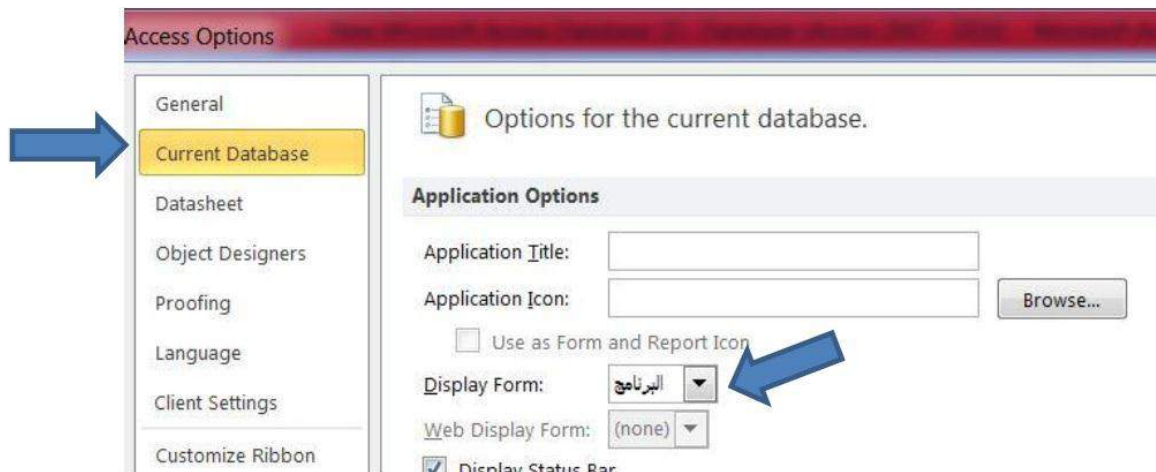 Access Options
General
Current Database
Datasheet
Object Designers
Proofing
Language
Client Settings
Customize Ribbon
Options for the current database.
Application Options
Application Title:
Application Icon:
Browse...
Use as Form and Report Icon
Display Form: البرنامج
Web Display Form: (none)
Display Status Bar